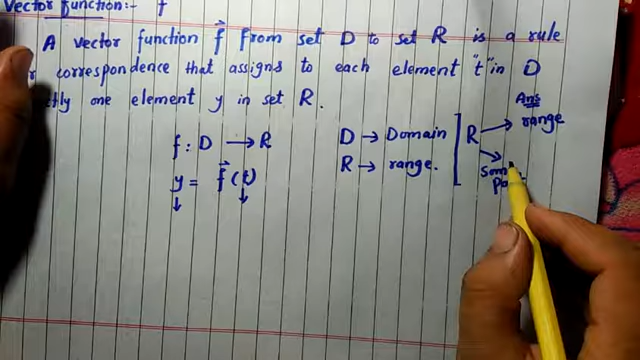 Vector function:- f
A vector function f⃗ from set D to set R is a rule
correspondence that assigns to each element "t" in D
one element y in set R.
f : D → R
y = f⃗ (t)
D → Domain
R → range.
R
Ans
range